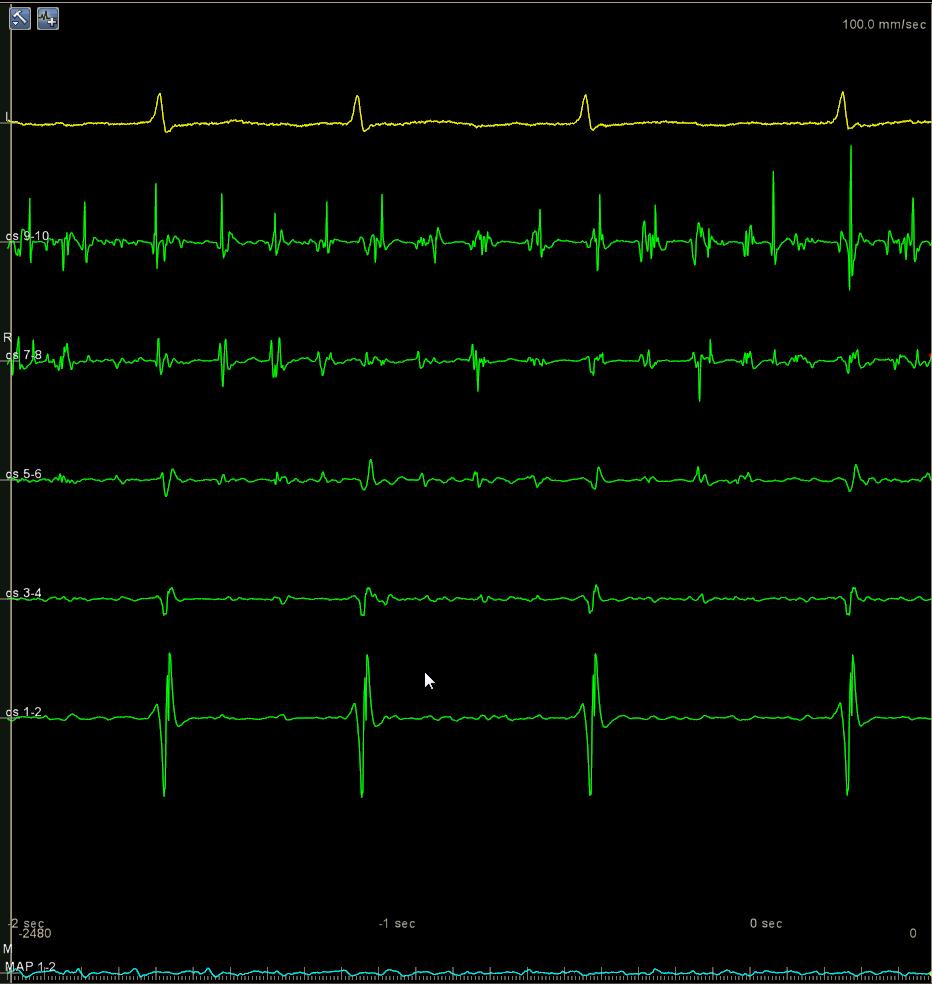 100.0 mm/sec
cs 9-10
R
cs 7-8
cs 5-6
cs 3-4
cs 1-2
-2 sec
-1 sec
0 sec
-2480
0
M
MAP 1-2